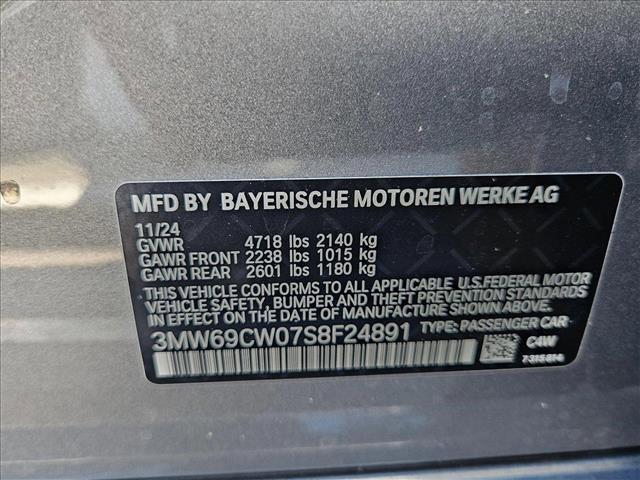 MFD BY BAYERISCHE MOTOREN WERKE AG
11/24
GVWR 4718 lbs 2140 kg
GAWR FRONT 2238 lbs 1015 kg
GAWR REAR 2601 lbs 1180 kg
THIS VEHICLE CONFORMS TO ALL APPLICABLE U.S.FEDERAL MOTOR
VEHICLE SAFETY, BUMPER AND THEFT PREVENTION STANDARDS
IN EFFECT ON THE DATE OF MANUFACTURE SHOWN ABOVE.
3MW69CW07S8F24891 TYPE: PASSENGER CAR
C4W
7315814